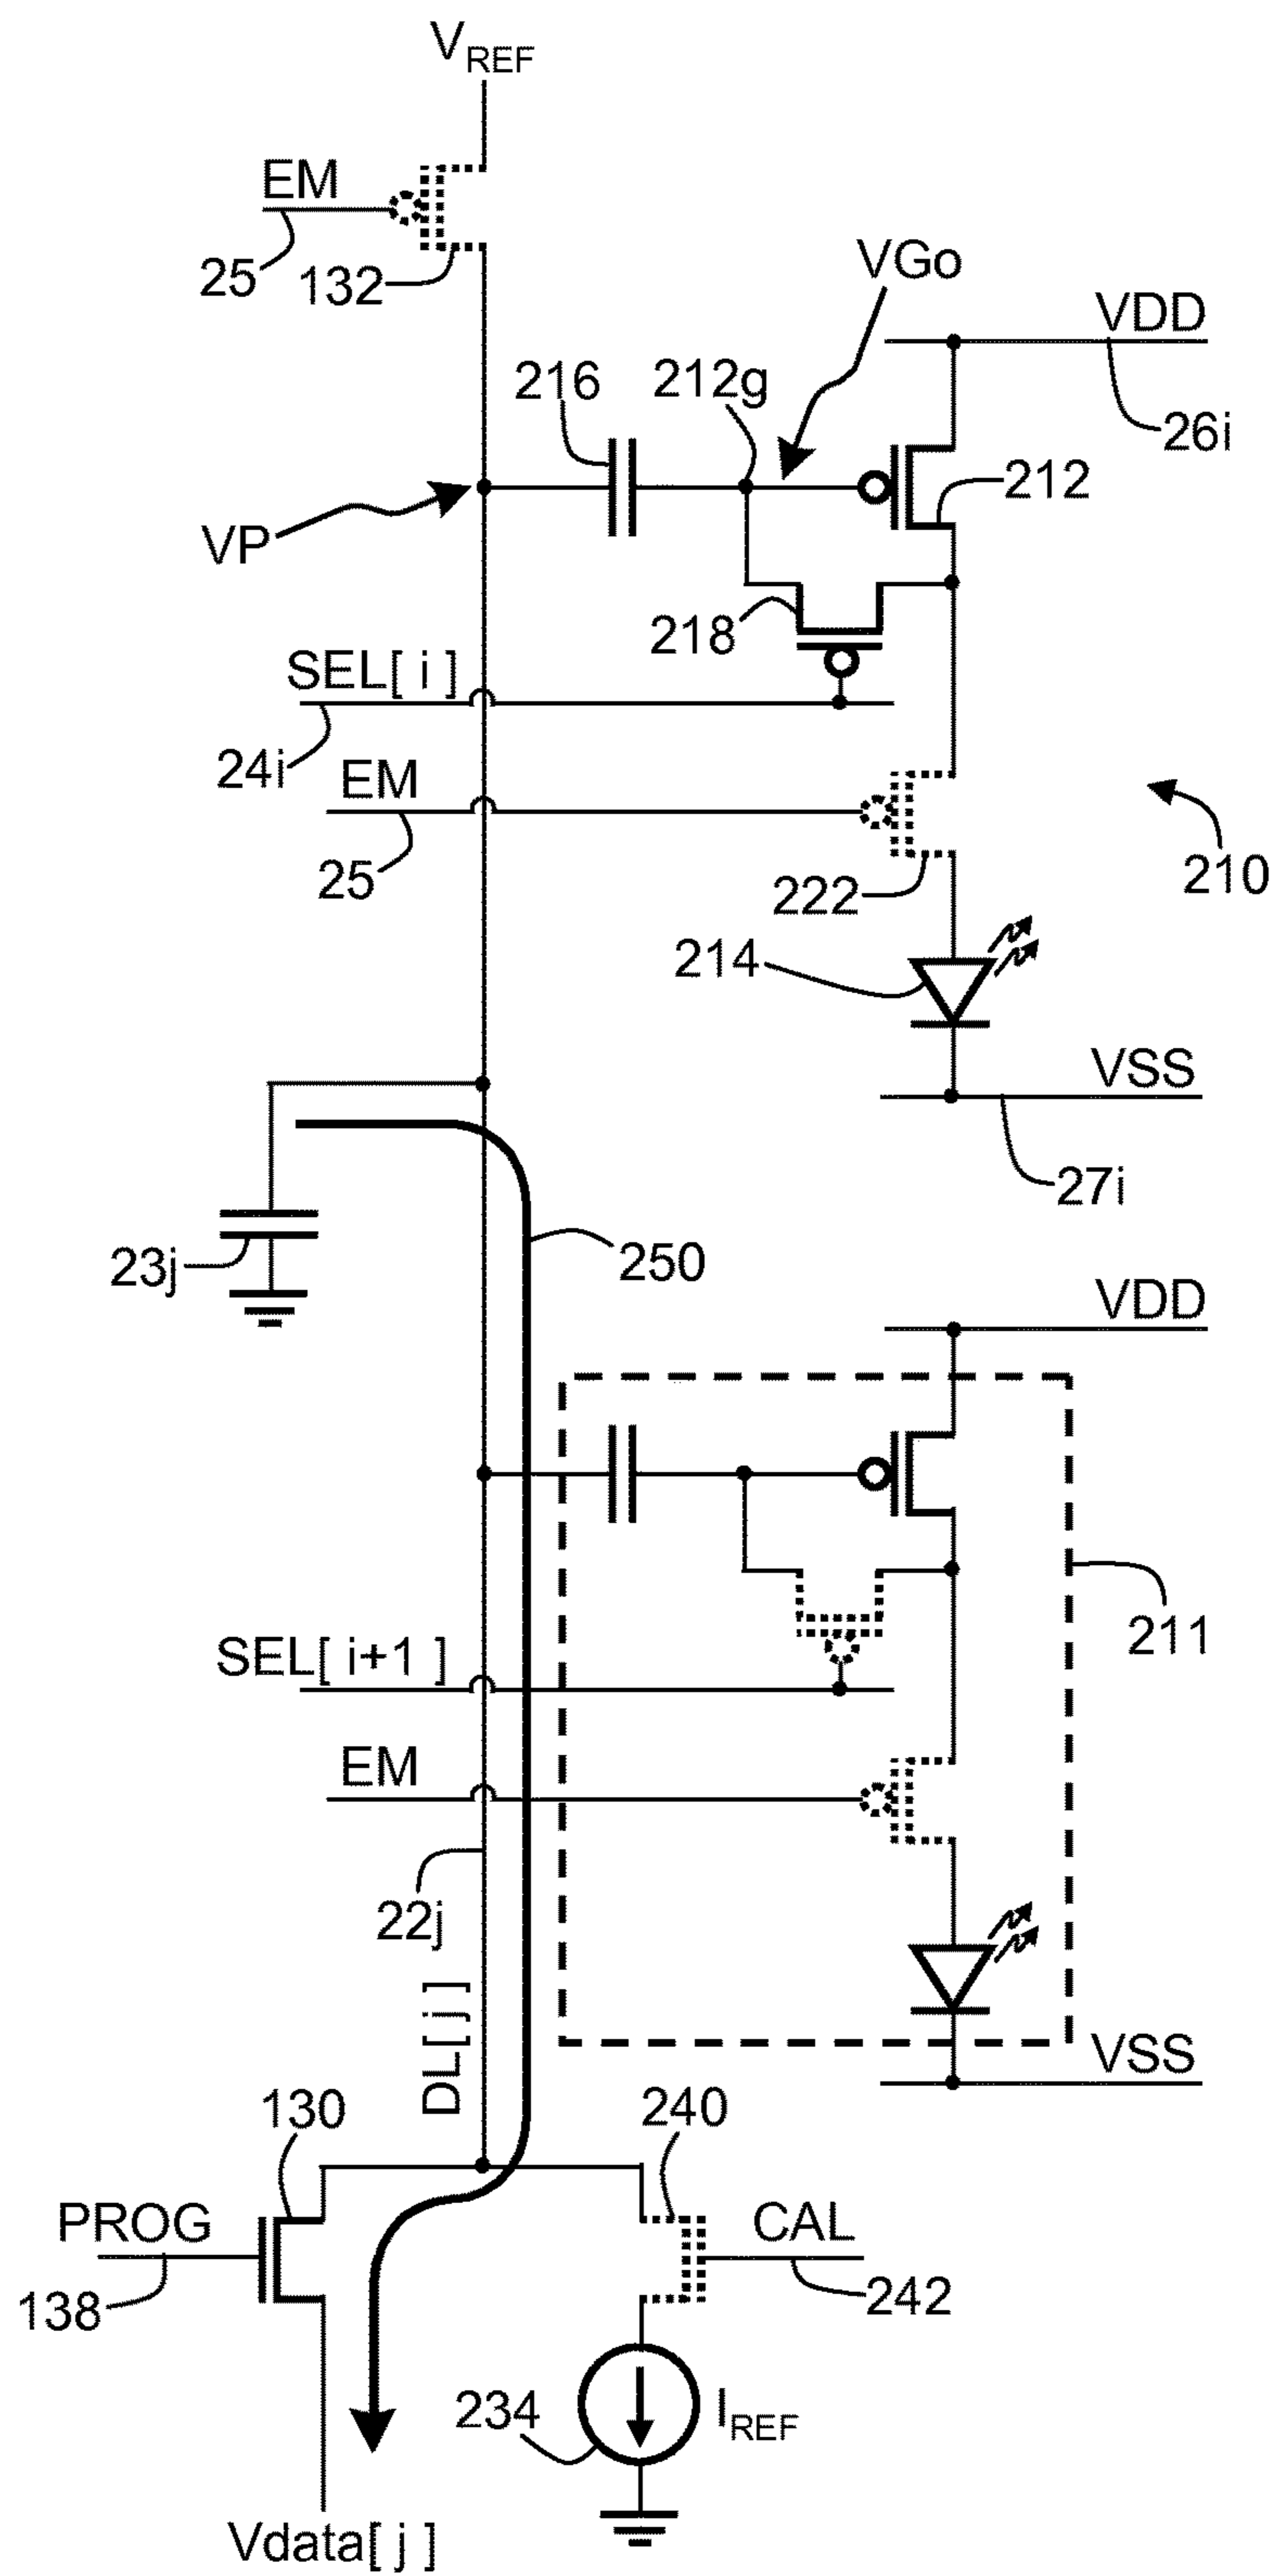 V_REF
EM
25
132
VGo
VDD
216
212g
26i
212
VP
218
SEL[ i ]
24i
EM
25
222
210
214
VSS
27i
23j
250
VDD
211
SEL[ i+1 ]
EM
22j
DL[ j ]
VSS
130
240
PROG
CAL
138
242
234
I_REF
Vdata[ j ]